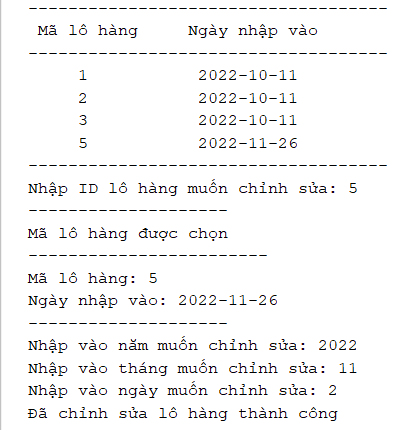 ------------------------------------
Mã lô hàng     Ngày nhập vào
------------------------------------
1     2022-10-11
2     2022-10-11
3     2022-10-11
5     2022-11-26
------------------------------------
Nhập ID lô hàng muốn chỉnh sửa: 5
--------------------
Mã lô hàng được chọn
------------------------
Mã lô hàng: 5
Ngày nhập vào: 2022-11-26
--------------------
Nhập vào năm muốn chỉnh sửa: 2022
Nhập vào tháng muốn chỉnh sửa: 11
Nhập vào ngày muốn chỉnh sửa: 2
Đã chỉnh sửa lô hàng thành công